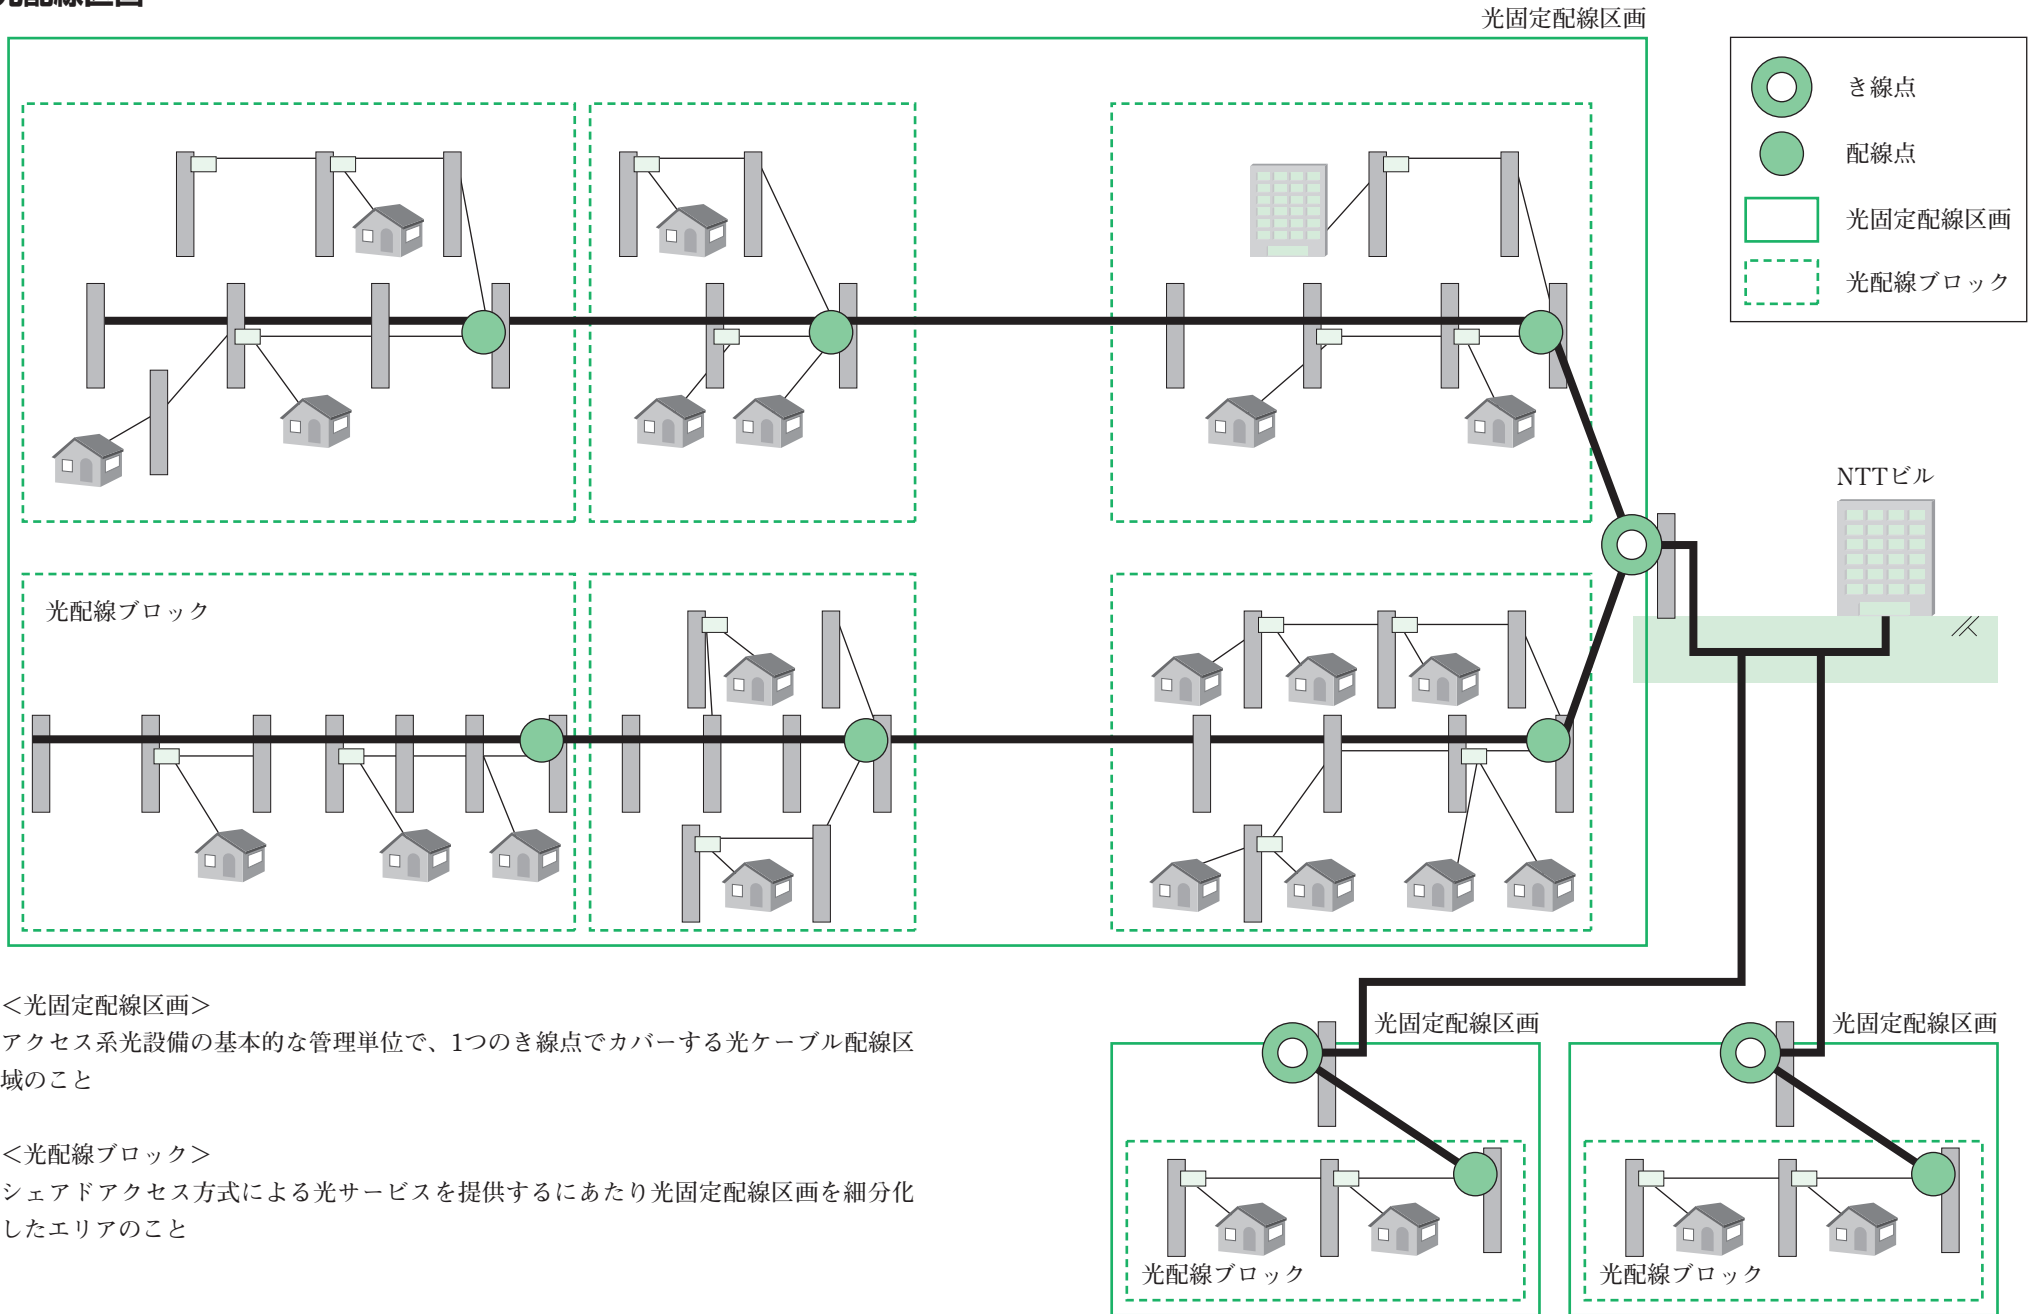 光固定配線区画
き線点
配線点
光固定配線区画
光配線ブロック
NTTビル
光配線ブロック
＜光固定配線区画＞
アクセス系光設備の基本的な管理単位で、1つのき線点でカバーする光ケーブル配線区
域のこと
＜光配線ブロック＞
シェアドアクセス方式による光サービスを提供するにあたり光固定配線区画を細分化
したエリアのこと
光固定配線区画
光固定配線区画
光配線ブロック
光配線ブロック